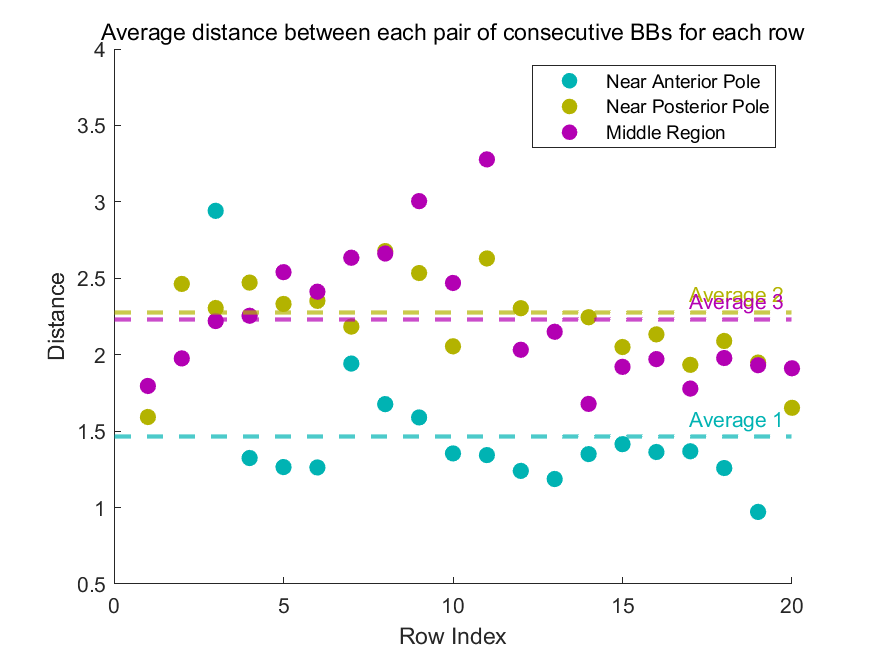 Average distance between each pair of consecutive BBs for each row
4
3.5
3
2.5
2
1.5
1
0.5
Distance
Near Anterior Pole
Near Posterior Pole
Middle Region
Average 2
Average 3
Average 1
0
5
10
15
20
Row Index